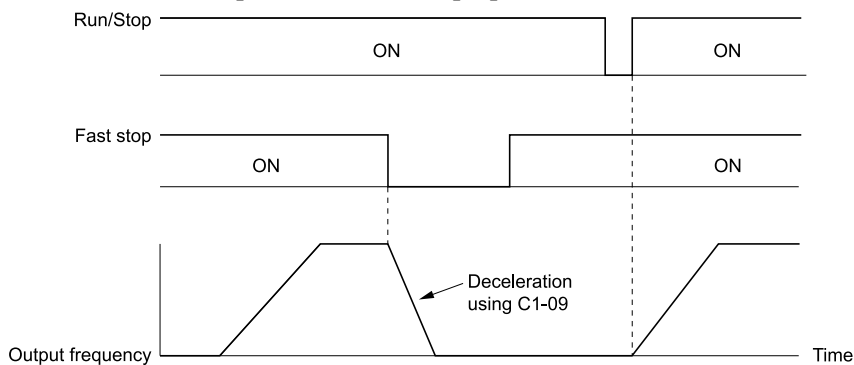 Run/Stop
ON
ON
Fast stop
ON
ON
Deceleration
using C1-09
Output frequency
Time